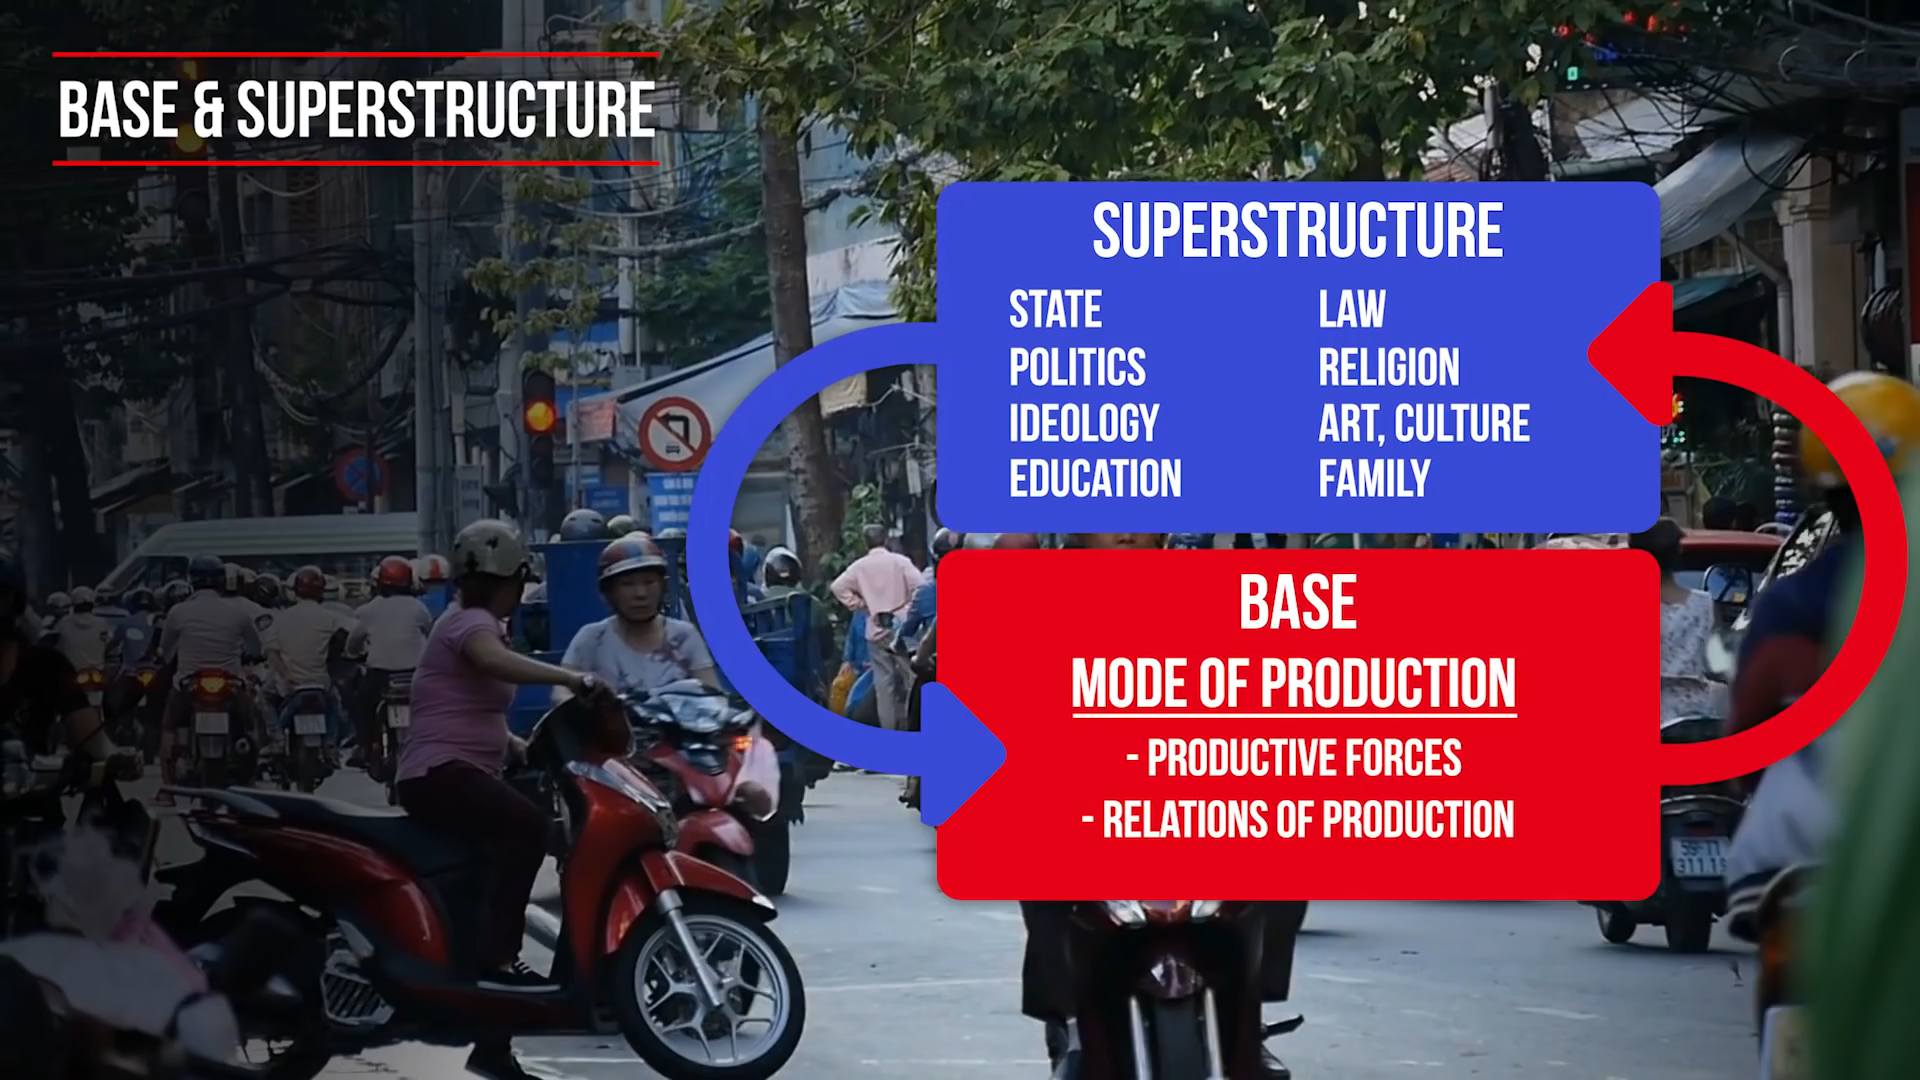 BASE & SUPERSTRUCTURE
SUPERSTRUCTURE
STATE
POLITICS
IDEOLOGY
EDUCATION
LAW
RELIGION
ART, CULTURE
FAMILY
BASE
MODE OF PRODUCTION
- PRODUCTIVE FORCES
- RELATIONS OF PRODUCTION